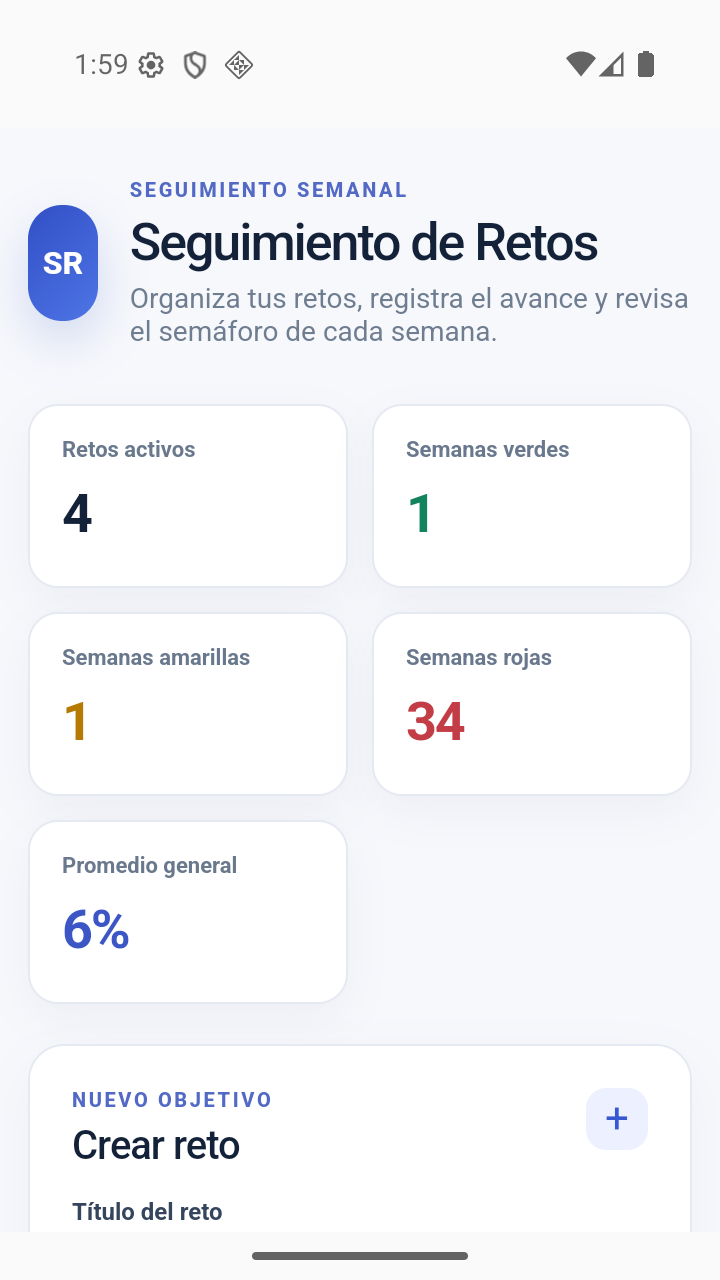 1:59
SEGUIMIENTO SEMANAL
SR
Seguimiento de Retos
Organiza tus retos, registra el avance y revisa
el semáforo de cada semana.
Retos activos
4
Semanas verdes
1
Semanas amarillas
1
Semanas rojas
34
Promedio general
6%
NUEVO OBJETIVO
Crear reto
+
Título del reto